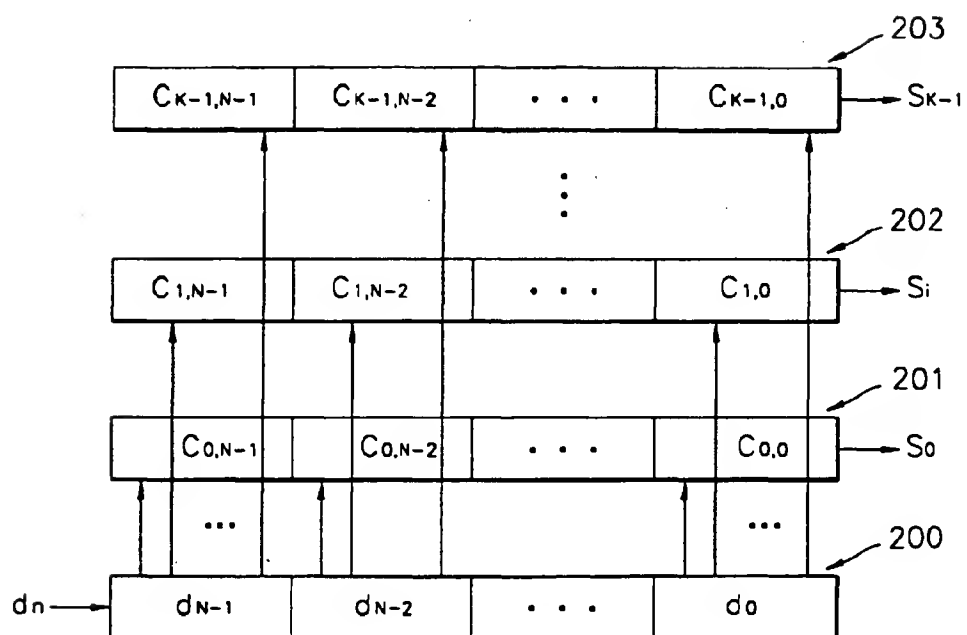 203
CK-1,N-1 CK-1,N-2 ... CK-1,0 SK-1
202
C1,N-1 C1,N-2 ... C1,0 Si
201
C0,N-1 C0,N-2 ... C0,0 S0
... ...
200
dn dN-1 dN-2 ... d0